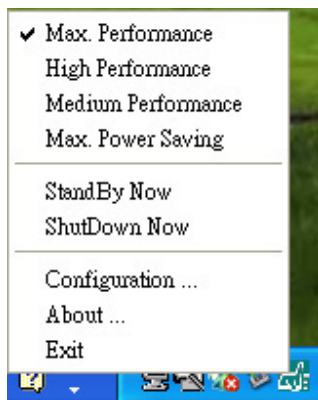 Max. Performance
High Performance
Medium Performance
Max. Power Saving
StandBy Now
ShutDown Now
Configuration ...
About ...
Exit